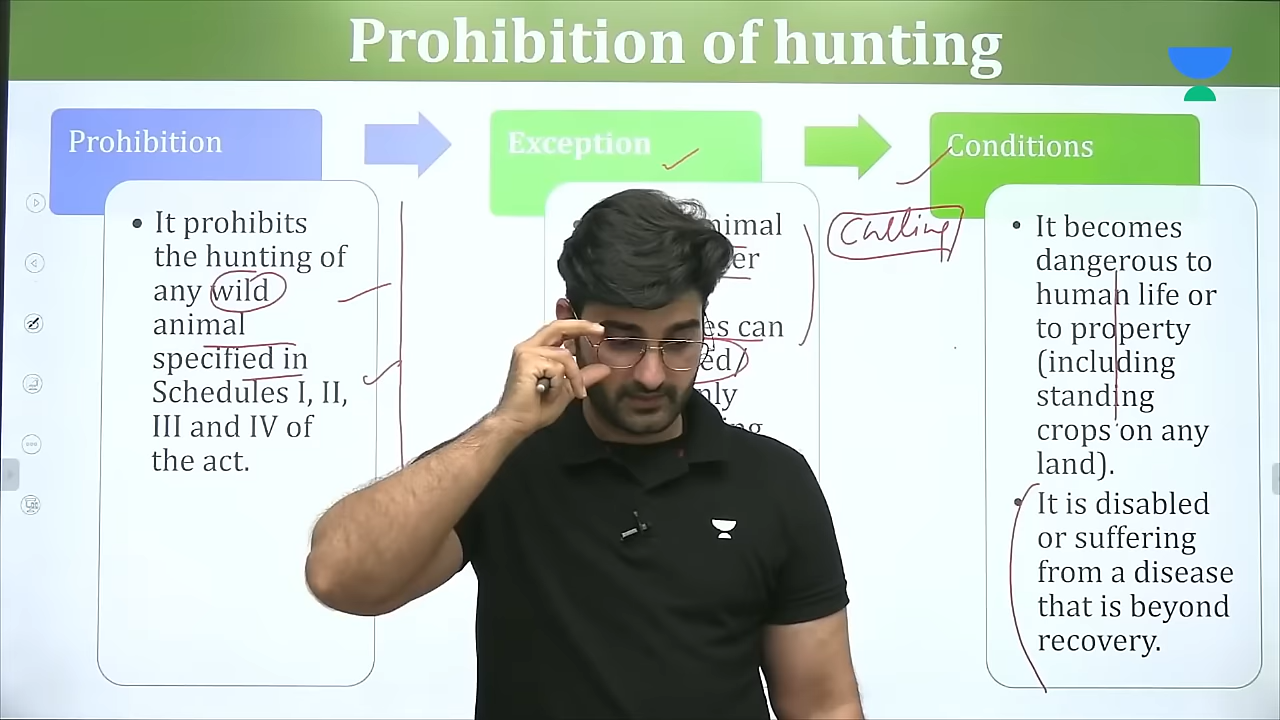 Prohibition of hunting
Prohibition
It prohibits
the hunting of
any wild
animal
specified in
Schedules I, II,
III and IV of
the act.
Exception
can
Culling
Conditions
It becomes
dangerous to
human life or
to property
(including
standing
crops on any
land).
It is disabled
or suffering
from a disease
that is beyond
recovery.